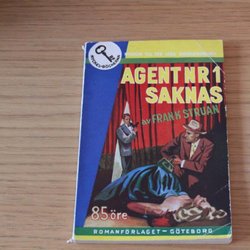 AGENT NR 1
SAKNAS
av FRANK STRUAN
85 öre
ROMANFÖRLAGET — GÖTEBORG